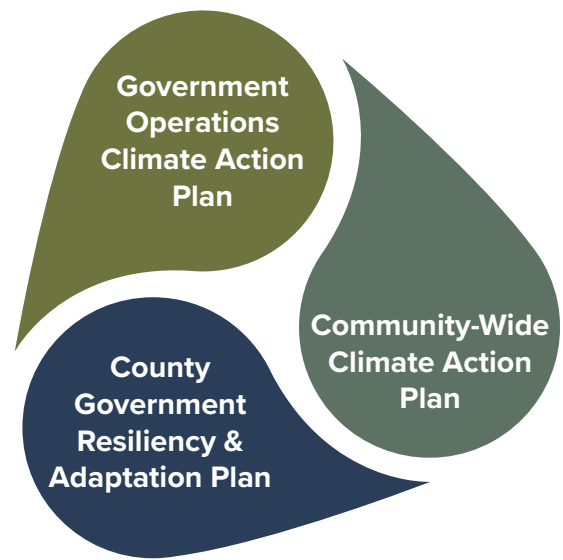 Government
Operations
Climate Action
Plan
Community-Wide
Climate Action
Plan
County
Government
Resiliency &
Adaptation Plan